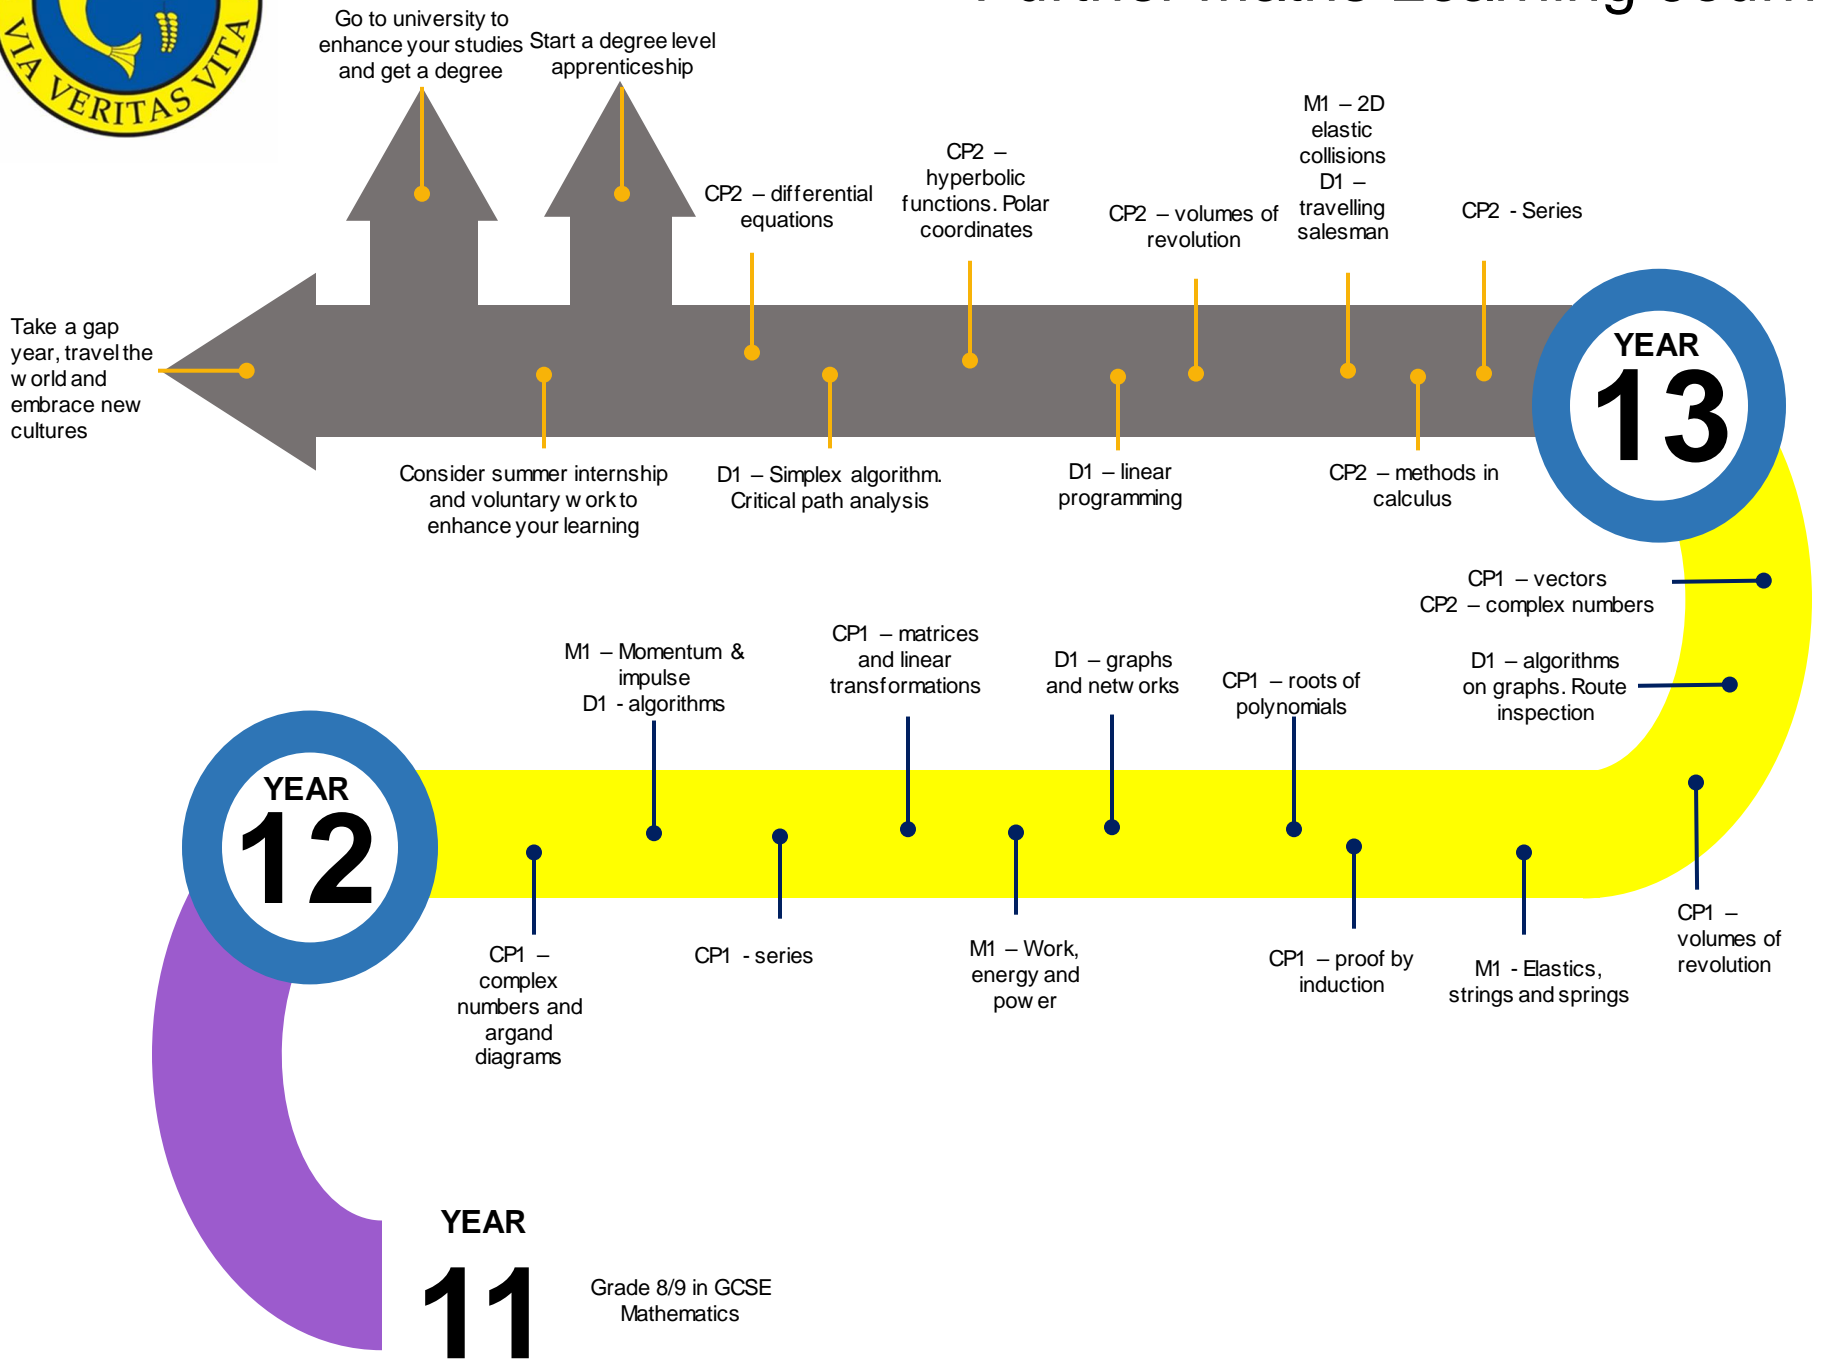 Further Maths Learning Journ
VIA VERITAS VITA
Go to university to
enhance your studies
and get a degree
Start a degree level
apprenticeship
CP2 – differential
equations
CP2 –
hyperbolic
functions. Polar
coordinates
CP2 – volumes of
revolution
M1 – 2D
elastic
collisions
D1 –
travelling
salesman
CP2 - Series
Take a gap
year, travel the
world and
embrace new
cultures
YEAR
13
Consider summer internship
and voluntary work to
enhance your learning
D1 – Simplex algorithm.
Critical path analysis
D1 – linear
programming
CP2 – methods in
calculus
CP1 – vectors
CP2 – complex numbers
D1 – algorithms
on graphs. Route
inspection
M1 – Momentum &
impulse
D1 - algorithms
CP1 – matrices
and linear
transformations
D1 – graphs
and networks
CP1 – roots of
polynomials
YEAR
12
CP1 –
complex
numbers and
argand
diagrams
CP1 - series
M1 – Work,
energy and
power
CP1 – proof by
induction
M1 - Elastics,
strings and springs
CP1 –
volumes of
revolution
YEAR
11
Grade 8/9 in GCSE
Mathematics